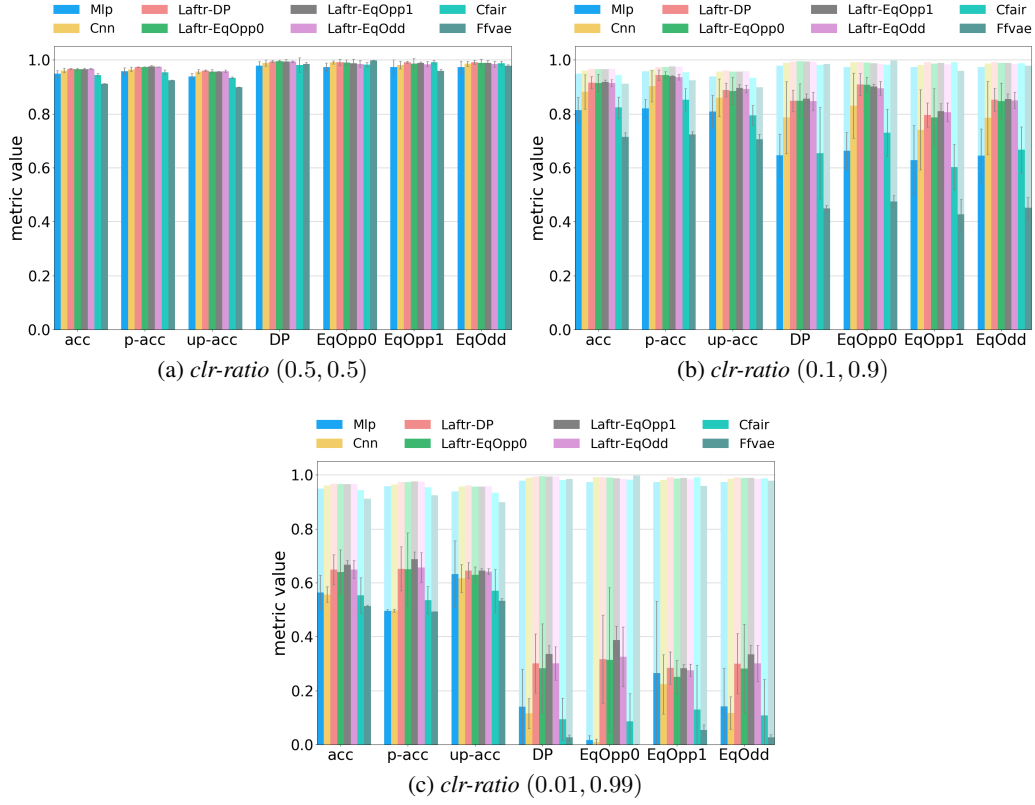 Mlp Laftr-DP Laftr-EqOpp1 Cfair
Cnn Laftr-EqOpp0 Laftr-EqOdd Ffvae
1.0
0.8
0.6
0.4
0.2
0.0
metric value
acc p-acc up-acc DP EqOpp0 EqOpp1 EqOdd
(a) clr-ratio (0.5, 0.5)
Mlp Laftr-DP Laftr-EqOpp1 Cfair
Cnn Laftr-EqOpp0 Laftr-EqOdd Ffvae
1.0
0.8
0.6
0.4
0.2
0.0
metric value
acc p-acc up-acc DP EqOpp0 EqOpp1 EqOdd
(b) clr-ratio (0.1, 0.9)
Mlp Laftr-DP Laftr-EqOpp1 Cfair
Cnn Laftr-EqOpp0 Laftr-EqOdd Ffvae
1.0
0.8
0.6
0.4
0.2
0.0
metric value
acc p-acc up-acc DP EqOpp0 EqOpp1 EqOdd
(c) clr-ratio (0.01, 0.99)